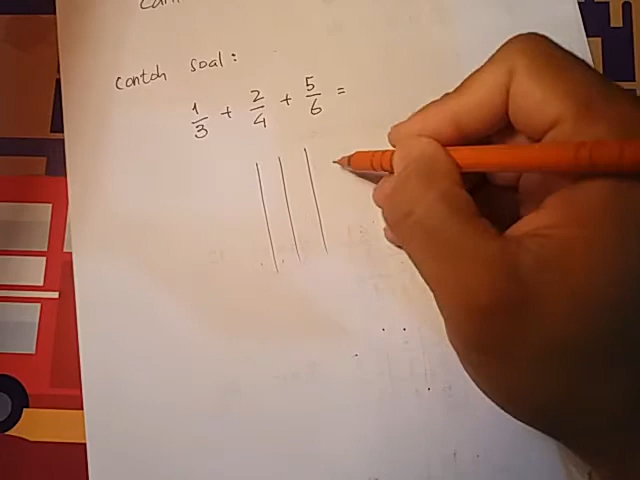 contoh soal:
1/3 + 2/4 + 5/6 =